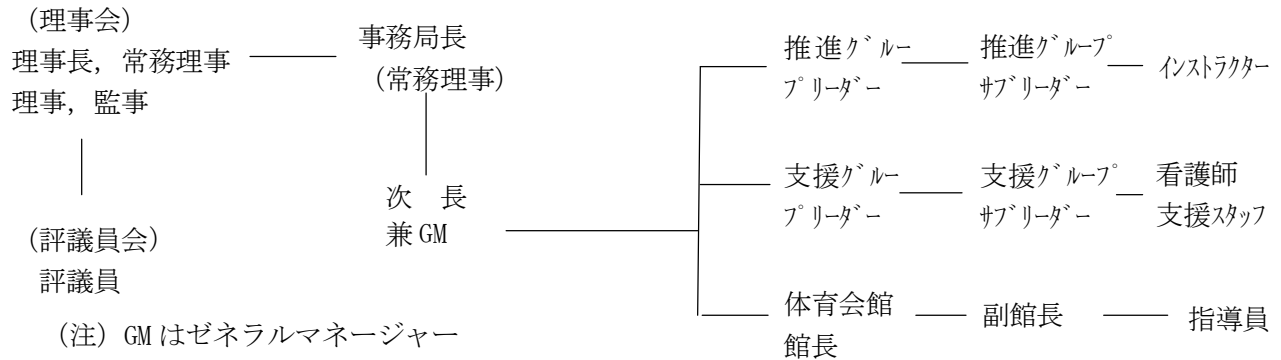 （理事会）
理事長，常務理事
理事，監事
（評議員会）
評議員
（注）GMはゼネラルマネージャー
事務局長
（常務理事）
次　長
兼GM
推進ｸﾞﾙｰ
ﾌﾟﾘｰﾀﾞｰ
推進ｸﾞﾙｰﾌﾟ
ｻﾌﾞﾘｰﾀﾞｰ
ｲﾝｽﾄﾗｸﾀｰ
支援ｸﾞﾙｰ
ﾌﾟﾘｰﾀﾞｰ
支援ｸﾞﾙｰﾌﾟ
ｻﾌﾞﾘｰﾀﾞｰ
看護師
支援ｽﾀｯﾌ
体育会館
館長
副館長
指導員